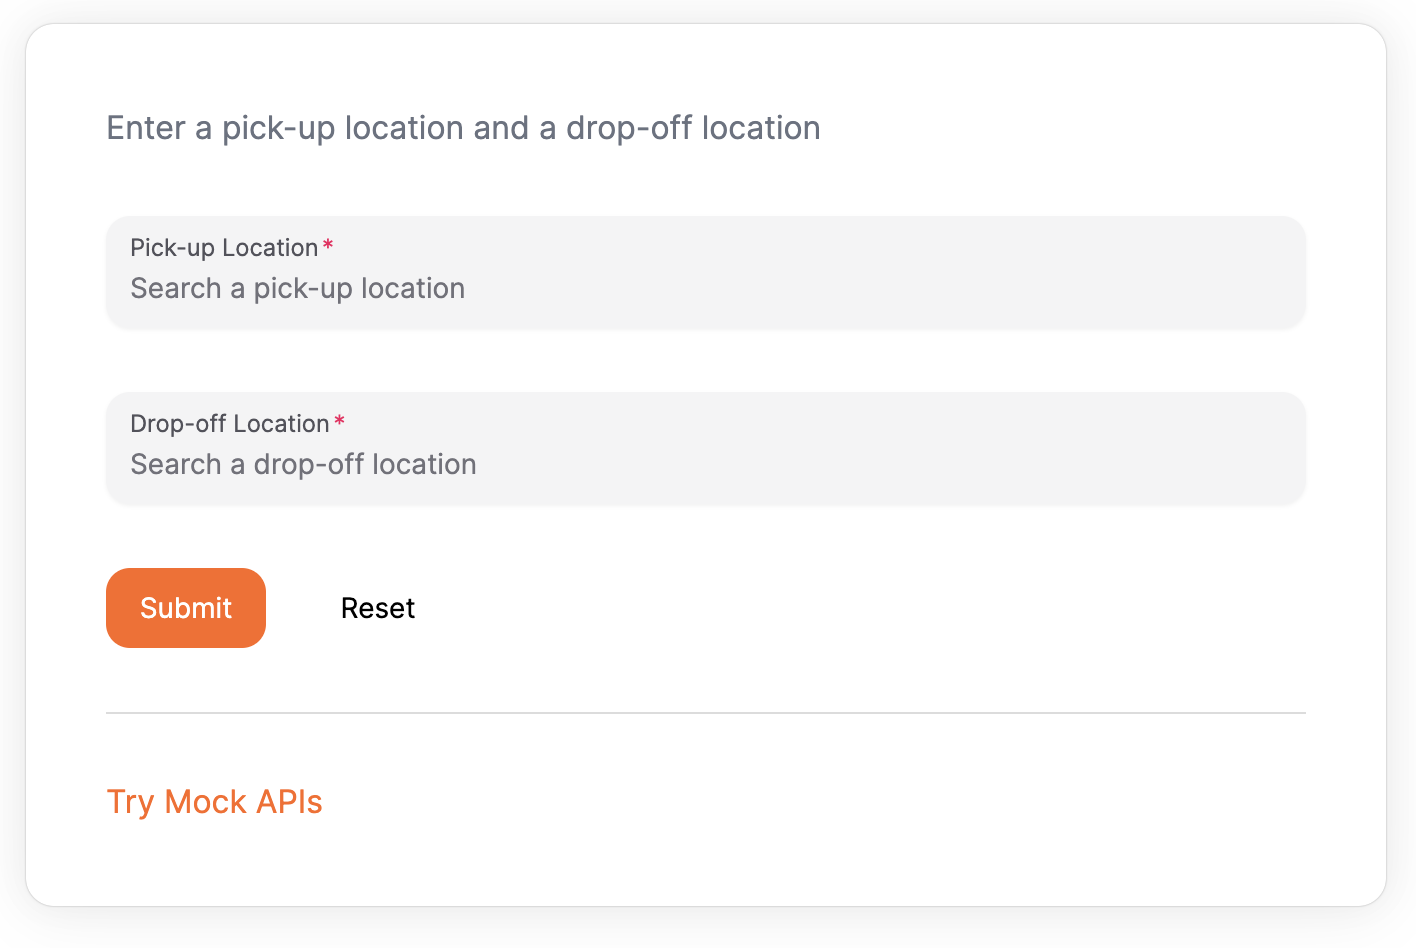 Enter a pick-up location and a drop-off location
Pick-up Location*
Search a pick-up location
Drop-off Location*
Search a drop-off location
Submit Reset
Try Mock APIs